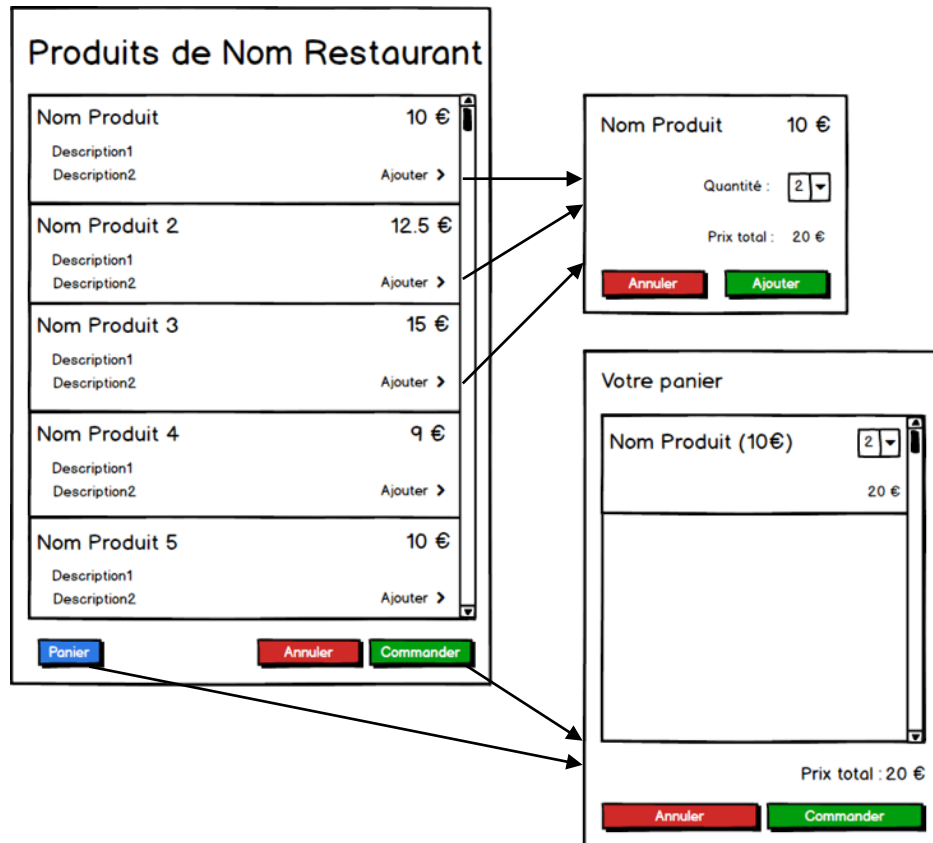 Produits de Nom Restaurant
Nom Produit 10 €
Description1
Description2 Ajouter >
Nom Produit 2 12.5 €
Description1
Description2 Ajouter >
Nom Produit 3 15 €
Description1
Description2 Ajouter >
Nom Produit 4 9 €
Description1
Description2 Ajouter >
Nom Produit 5 10 €
Description1
Description2 Ajouter >
Panier Annuler Commander
Nom Produit 10 €
Quantité : 2
Prix total : 20 €
Annuler Ajouter
Votre panier
Nom Produit (10€) 2
20 €
Prix total : 20 €
Annuler Commander